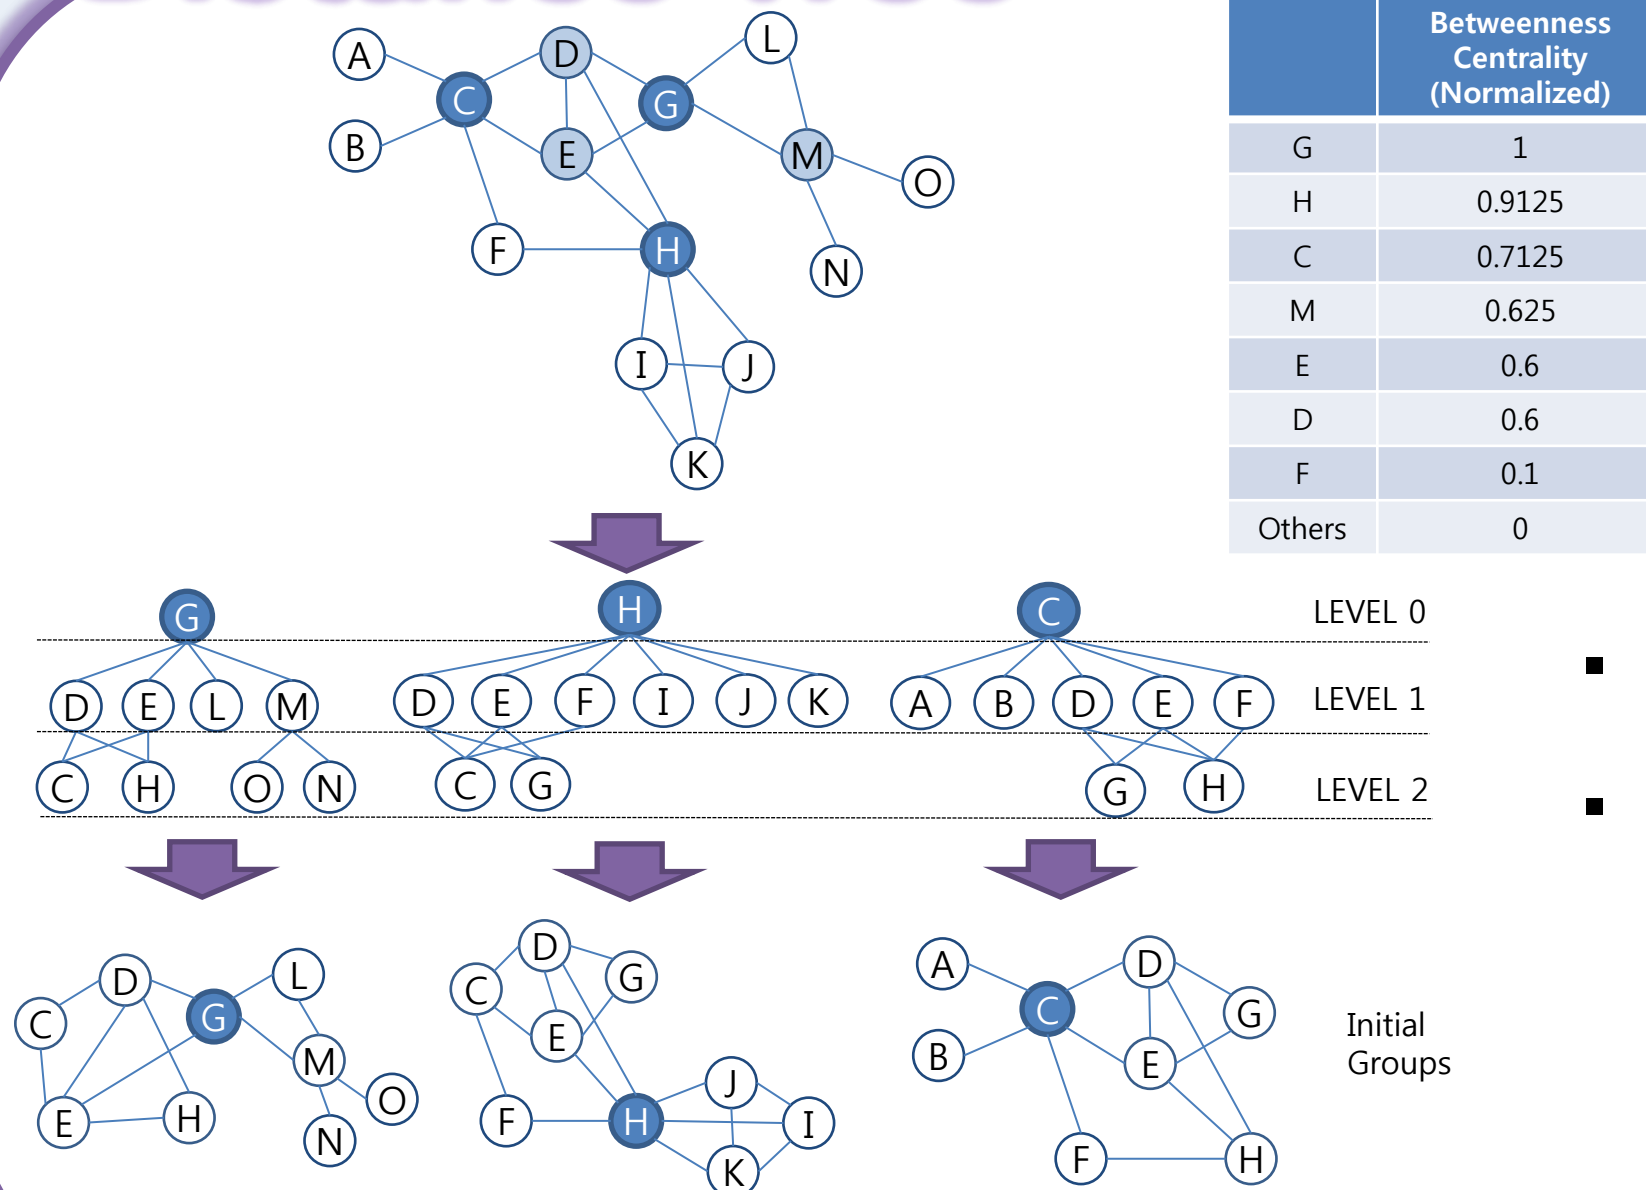 A
D
L
C
G
B
E
M
O
F
H
N
I
J
K
Betweenness
Centrality
(Normalized)
G 1
H 0.9125
C 0.7125
M 0.625
E 0.6
D 0.6
F 0.1
Others 0
G H C LEVEL 0
D E L M D E F I J K A B D E F LEVEL 1
C H O N C G G H LEVEL 2
C
D
G
L
M
O
E
H
N
D
G
C
E
J
F
H
I
K
A
D
C
G
B
E
F
H
Initial
Groups